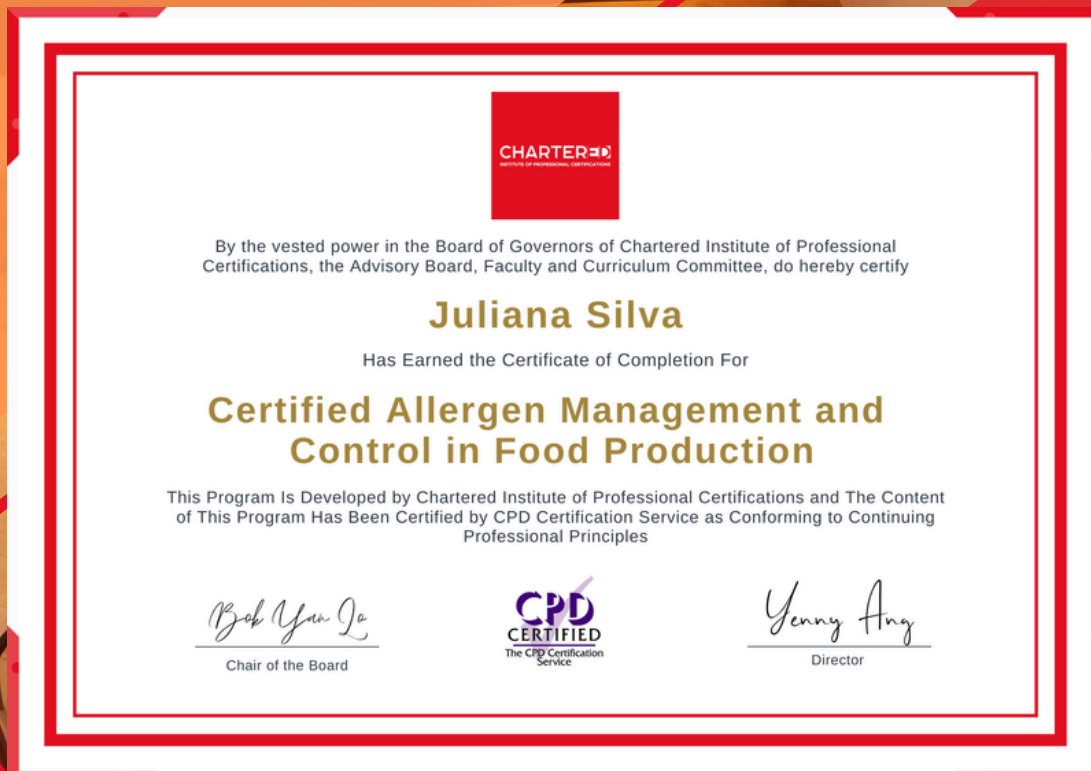 CHARTERED
INSTITUTE OF PROFESSIONAL CERTIFICATIONS
By the vested power in the Board of Governors of Chartered Institute of Professional
Certifications, the Advisory Board, Faculty and Curriculum Committee, do hereby certify
Juliana Silva
Has Earned the Certificate of Completion For
Certified Allergen Management and
Control in Food Production
This Program Is Developed by Chartered Institute of Professional Certifications and The Content
of This Program Has Been Certified by CPD Certification Service as Conforming to Continuing
Professional Principles
Bok Yan Lo
Chair of the Board
CPD
CERTIFIED
The CPD Certification
Service
Yenny Ang
Director